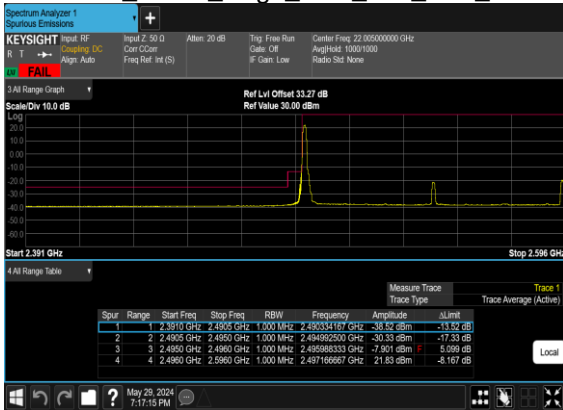 Spectrum Analyzer 1
Spurious Emissions
KEYSIGHT Input: RF Input Z: 50 Ω Atten: 20 dB Trig: Free Run Center Freq: 22.005000000 GHz
R T Coupling: DC Corr CCorr Gate: Off Avg|Hold: 1000/1000
Align: Auto Freq Ref: Int (S) IF Gain: Low Radio Std: None
FAIL
3 All Range Graph Ref Lvl Offset 33.27 dB
Scale/Div 10.0 dB Ref Value 30.00 dBm
Log
20.0
10.0
0.00
-10.0
-20.0
-30.0
-40.0
-50.0
-60.0
Start 2.391 GHz Stop 2.596 GHz
4 All Range Table
Measure Trace Trace 1
Trace Type Trace Average (Active)
Spur Range Start Freq Stop Freq RBW Frequency Amplitude ΔLimit
1 1 2.3910 GHz 2.4905 GHz 1.000 MHz 2.490334167 GHz -38.52 dBm -13.52 dB
2 2 2.4905 GHz 2.4950 GHz 1.000 MHz 2.494992500 GHz -30.33 dBm -17.33 dB
3 3 2.4950 GHz 2.4960 GHz 1.000 MHz 2.495988333 GHz -7.901 dBm F 5.099 dB
4 4 2.4960 GHz 2.5960 GHz 1.000 MHz 2.497166667 GHz 21.83 dBm -8.167 dB
Local
? May 29, 2024
7:17:15 PM